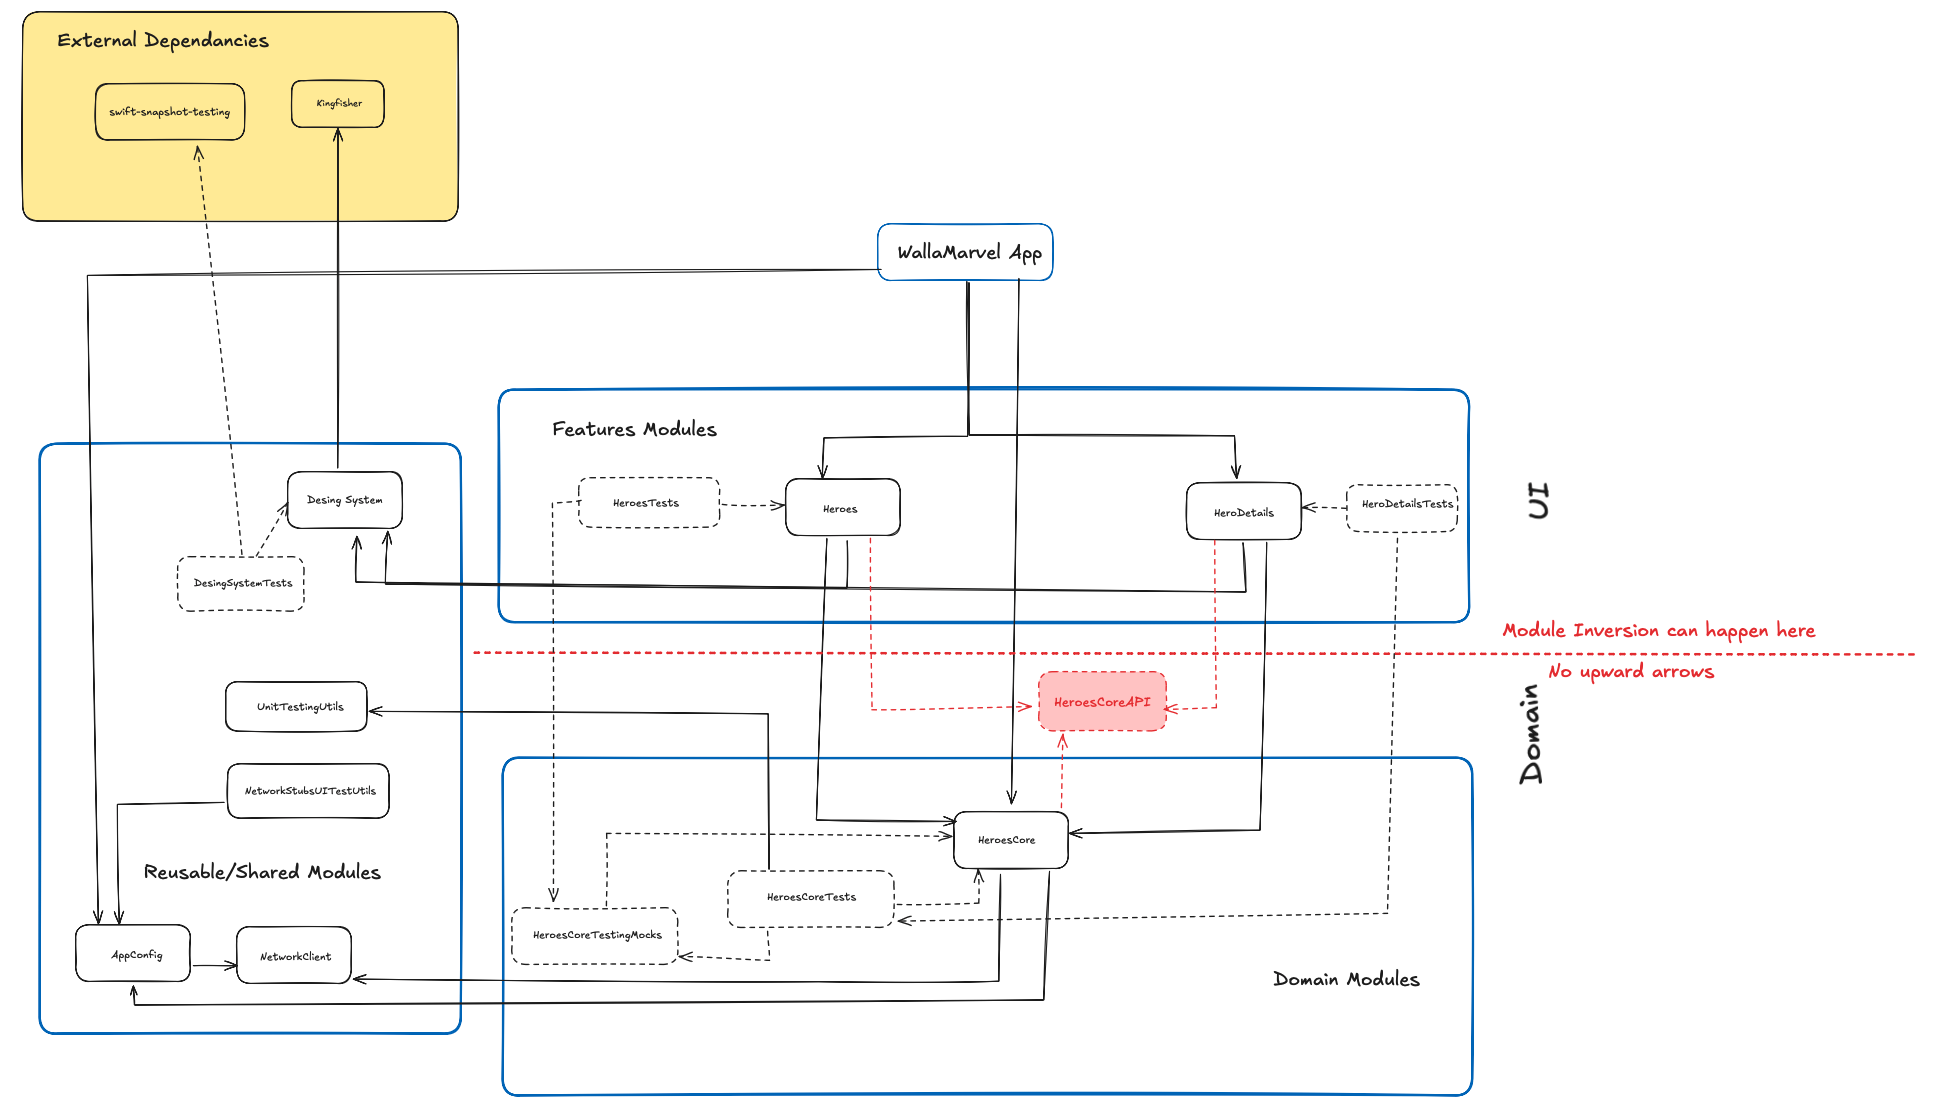 External Dependancies
swift-snapshot-testing
Kingfisher
WallaMarvel App
Features Modules
Desing System
HeroesTests
Heroes
HeroDetails
HeroDetailsTests
UI
DesingSystemTests
Module Inversion can happen here
No upward arrows
UnitTestingUtils
HeroesCoreAPI
Domain
NetworkStubsUITestUtils
HeroesCore
Reusable/Shared Modules
HeroesCoreTests
HeroesCoreTestingMocks
AppConfig
NetworkClient
Domain Modules